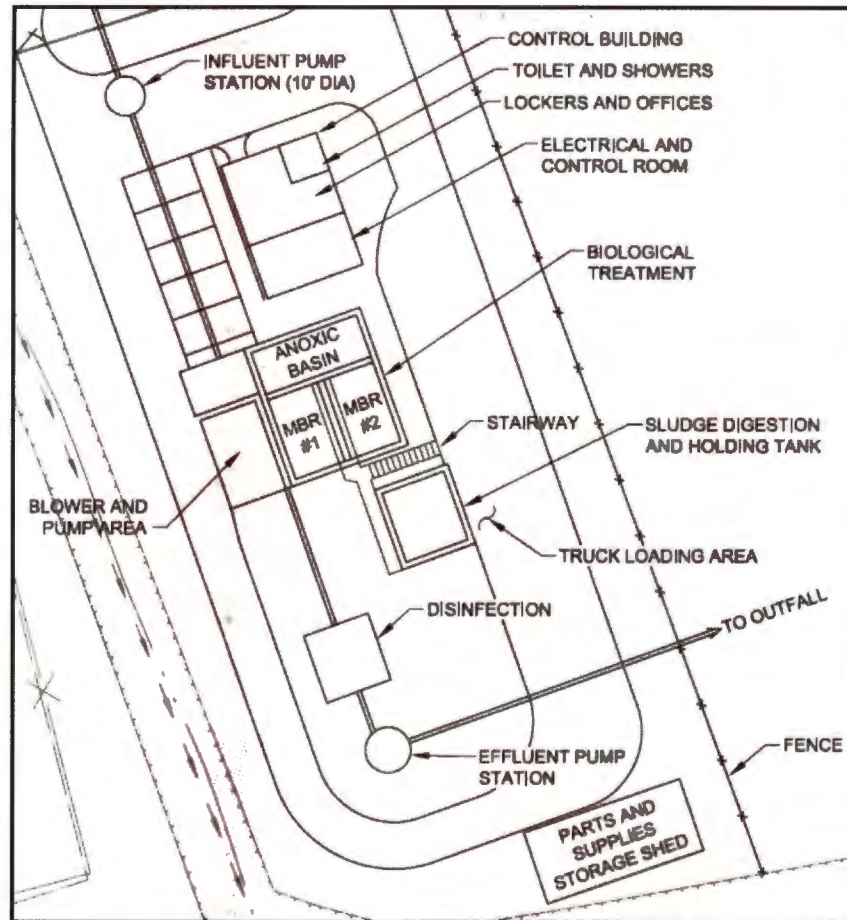 INFLUENT PUMP
STATION (10' DIA)
CONTROL BUILDING
TOILET AND SHOWERS
LOCKERS AND OFFICES
ELECTRICAL AND
CONTROL ROOM
BIOLOGICAL
TREATMENT
ANOXIC
BASIN
MBR
#1
MBR
#2
STAIRWAY
SLUDGE DIGESTION
AND HOLDING TANK
BLOWER AND
PUMP AREA
TRUCK LOADING AREA
DISINFECTION
TO OUTFALL
EFFLUENT PUMP
STATION
FENCE
PARTS AND
SUPPLIES
STORAGE SHED